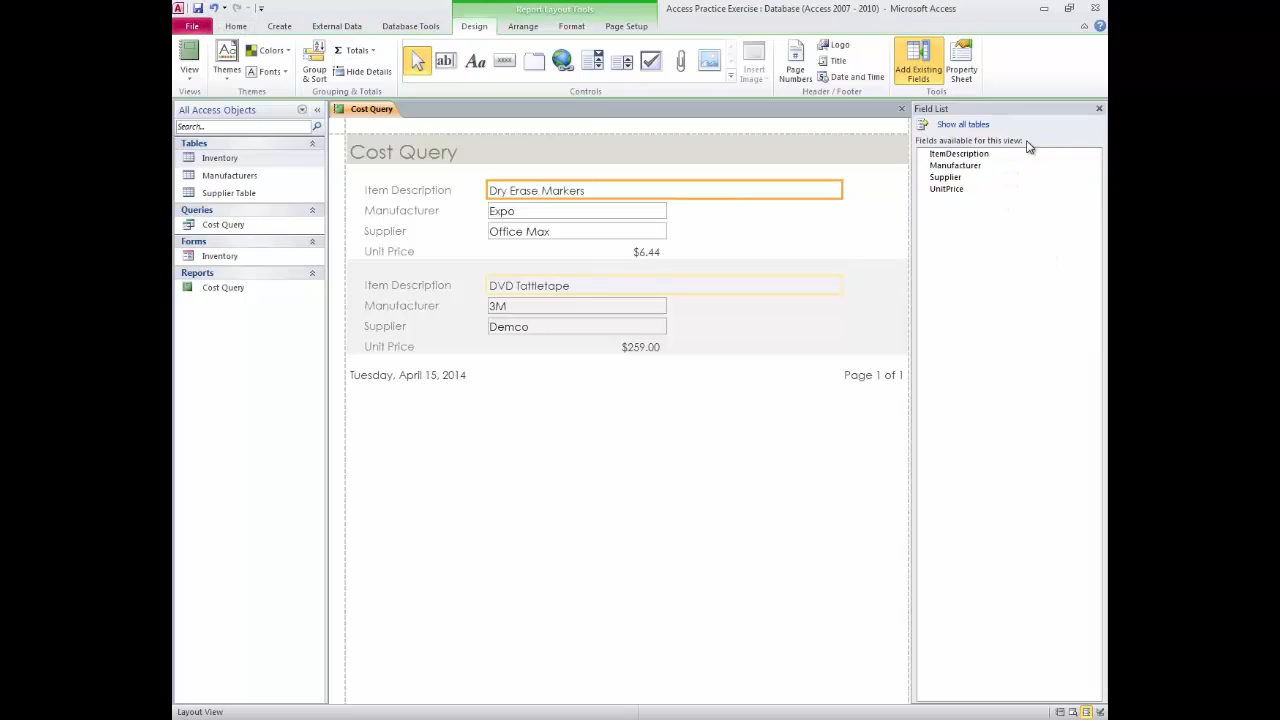 Report Layout Tools
Access Practice Exercise : Database (Access 2007 - 2010) - Microsoft Access
File Home Create External Data Database Tools Design Arrange Format Page Setup
View
Views
Themes
Colors
Fonts
Themes
Group & Sort
Σ Totals
Hide Details
Grouping & Totals
ab|
Aa
xxxx
Controls
Insert Image
Page Numbers
Logo
Title
Date and Time
Header / Footer
Add Existing Fields
Property Sheet
Tools
All Access Objects
Search...
Tables
Inventory
Manufacturers
Supplier Table
Queries
Cost Query
Forms
Inventory
Reports
Cost Query
Cost Query
Cost Query
Item Description Dry Erase Markers
Manufacturer Expo
Supplier Office Max
Unit Price $6.44
Item Description DVD Tattletape
Manufacturer 3M
Supplier Demco
Unit Price $259.00
Tuesday, April 15, 2014 Page 1 of 1
Field List
Show all tables
Fields available for this view:
ItemDescription
Manufacturer
Supplier
UnitPrice
Layout View